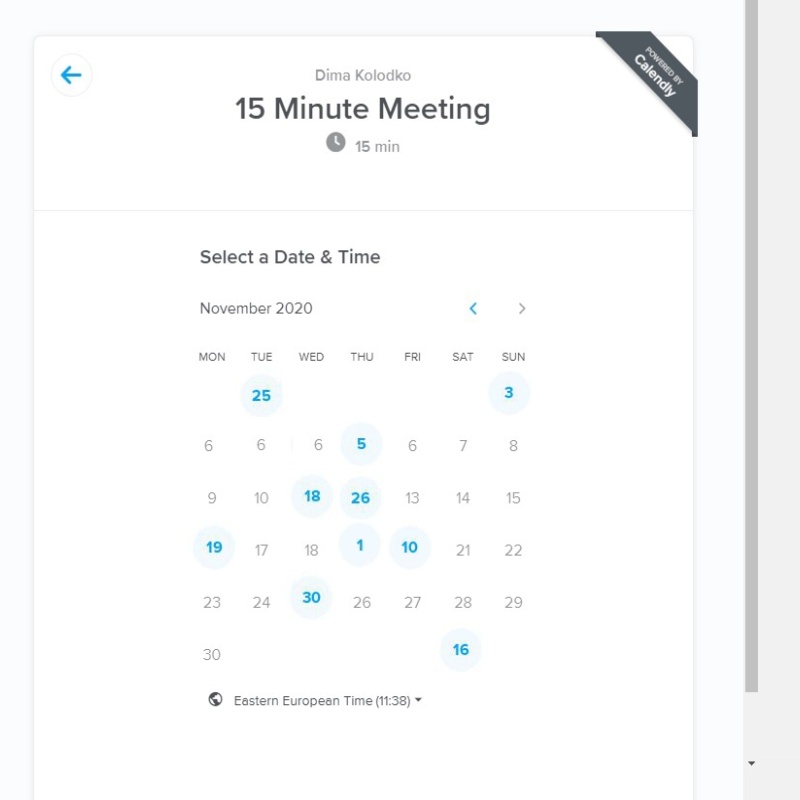 POWERED BY
Calendly
Dima Kolodko
15 Minute Meeting
15 min
Select a Date & Time
November 2020
MON TUE WED THU FRI SAT SUN
25 3
6 6 6 5 6 7 8
9 10 18 26 13 14 15
19 17 18 1 10 21 22
23 24 30 26 27 28 29
30 16
Eastern European Time (11:38)